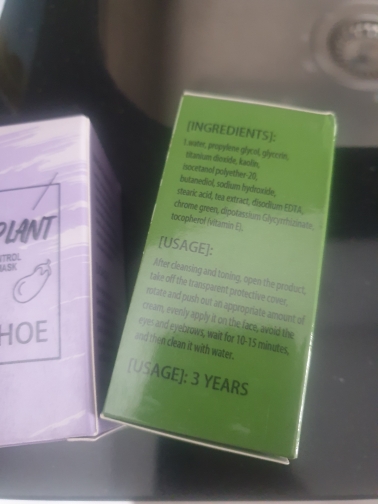 PLANT
NTROL
MASK
HOE
[INGREDIENTS]:
1.water, propylene glycol, glycerin,
titanium dioxide, kaolin,
isocetanol polyether-20,
butanediol, sodium hydroxide,
stearic acid, tea extract, disodium EDTA,
chrome green, dipotassium Glycyrrhizinate,
tocopherol (vitamin E).
[USAGE]:
After cleansing and toning, open the product,
take off the transparent protective cover,
rotate and push out an appropriate amount of
cream, evenly apply it on the face, avoid the
eyes and eyebrows, wait for 10-15 minutes,
and then clean it with water.
[USAGE]: 3 YEARS